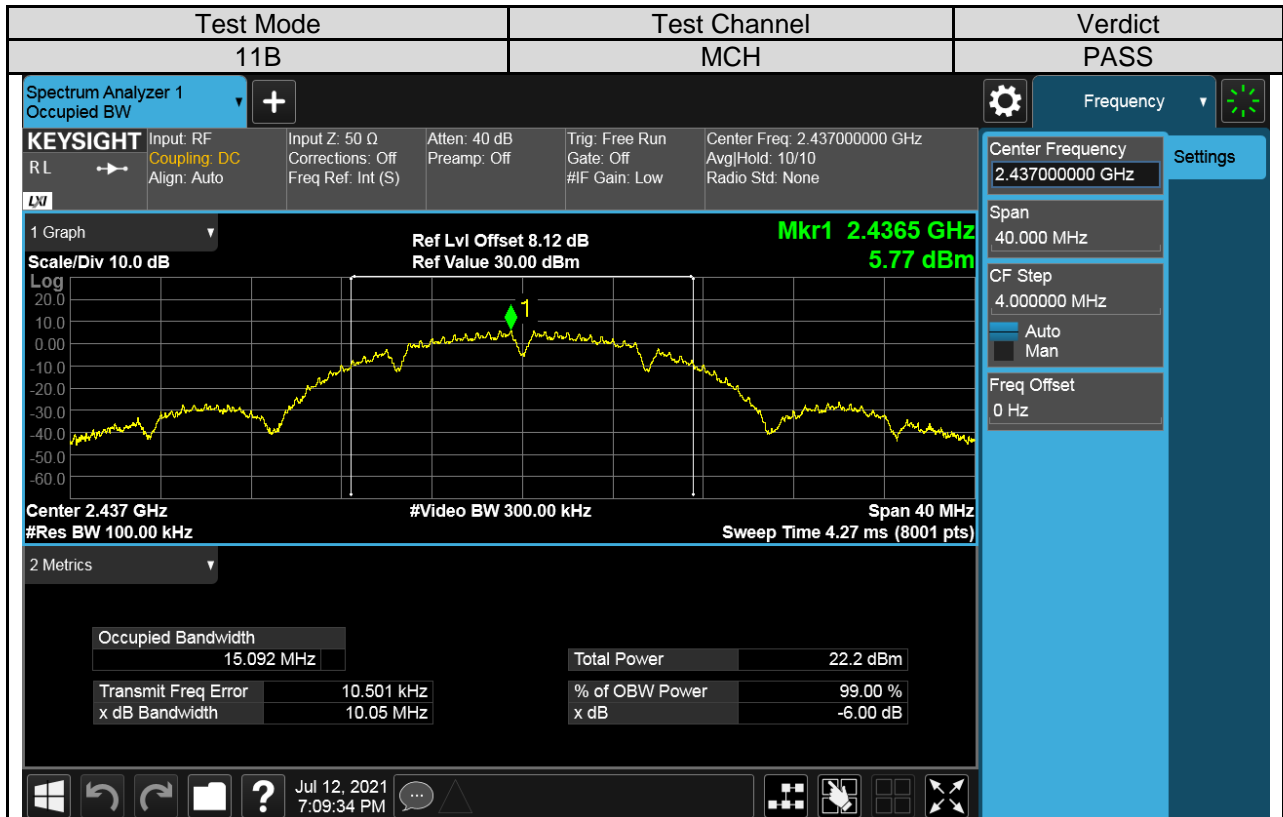 Test Mode Test Channel Verdict
11B MCH PASS
Spectrum Analyzer 1
Occupied BW
+
Frequency
KEYSIGHT Input: RF Input Z: 50 Ω Atten: 40 dB Trig: Free Run Center Freq: 2.437000000 GHz
RL Coupling: DC Corrections: Off Preamp: Off Gate: Off Avg|Hold: 10/10
Align: Auto Freq Ref: Int (S) #IF Gain: Low Radio Std: None
LXI
Center Frequency
2.437000000 GHz
Settings
Span
40.000 MHz
CF Step
4.000000 MHz
Auto
Man
Freq Offset
0 Hz
1 Graph Ref Lvl Offset 8.12 dB Mkr1 2.4365 GHz
Scale/Div 10.0 dB Ref Value 30.00 dBm 5.77 dBm
Log
20.0
10.0
0.00
-10.0
-20.0
-30.0
-40.0
-50.0
-60.0
1
Center 2.437 GHz #Video BW 300.00 kHz Span 40 MHz
#Res BW 100.00 kHz Sweep Time 4.27 ms (8001 pts)
2 Metrics
Occupied Bandwidth
15.092 MHz Total Power 22.2 dBm
Transmit Freq Error 10.501 kHz % of OBW Power 99.00 %
x dB Bandwidth 10.05 MHz x dB -6.00 dB
? Jul 12, 2021
7:09:34 PM